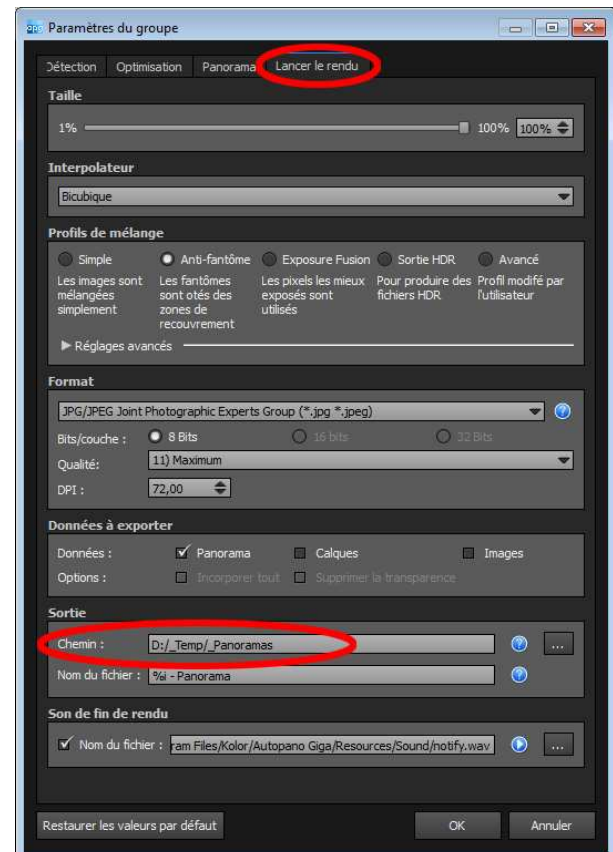 apg Paramètres du groupe
Détection Optimisation Panorama Lancer le rendu
Taille
1% 100% 100%
Interpolateur
Bicubique
Profils de mélange
Simple Anti-fantôme Exposure Fusion Sortie HDR Avancé
Les images sont Les fantômes Les pixels les mieux Pour produire des Profil modifé par
mélangées sont otés des exposés sont fichiers HDR l'utilisateur
simplement zones de utilisés
recouvrement
Réglages avancés
Format
JPG/JPEG Joint Photographic Experts Group (*.jpg *.jpeg) ?
Bits/couche : 8 Bits 16 bits 32 Bits
Qualité: 11) Maximum
DPI : 72,00
Données à exporter
Données : Panorama Calques Images
Options : Incorporer tout Supprimer la transparence
Sortie
Chemin : D:/_Temp/_Panoramas ? ...
Nom du fichier : %i - Panorama ?
Son de fin de rendu
Nom du fichier : ram Files/Kolor/Autopano Giga/Resources/Sound/notify.wav ...
Restaurer les valeurs par défaut OK Annuler